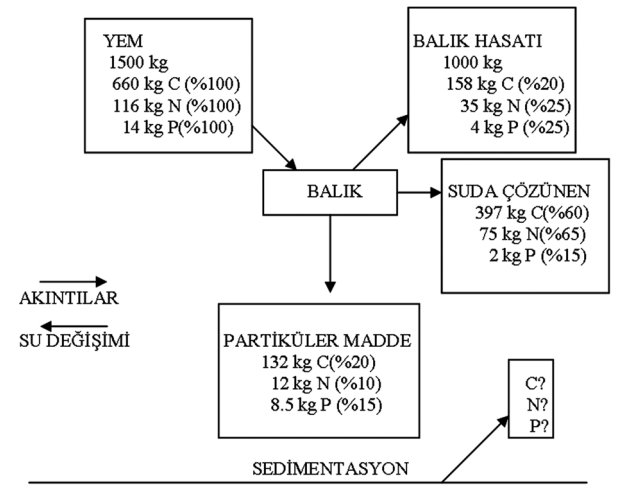 YEM
1500 kg
660 kg C (%100)
116 kg N (%100)
14 kg P(%100)
BALIK HASATI
1000 kg
158 kg C (%20)
35 kg N (%25)
4 kg P (%25)
BALIK
SUDA ÇÖZÜNEN
397 kg C(%60)
75 kg N(%65)
2 kg P (%15)
AKINTILAR
SU DEĞİŞİMİ
PARTİKÜLER MADDE
132 kg C(%20)
12 kg N (%10)
8.5 kg P (%15)
C?
N?
P?
SEDİMENTASYON